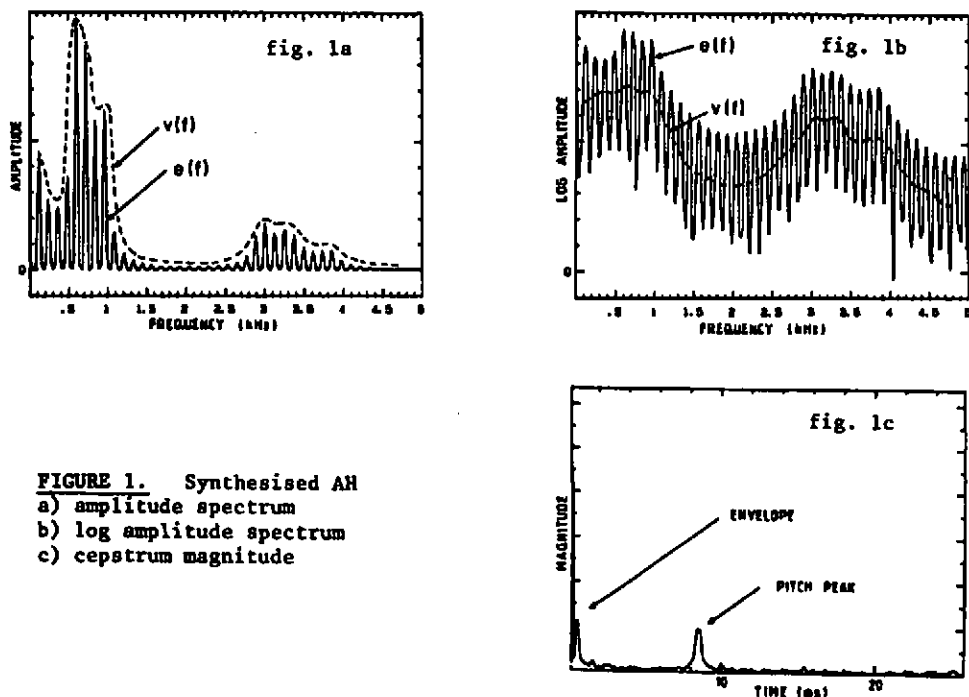 fig. 1a
v(f)
e(f)
AMPLITUDE
0
.5 1 1.5 2 2.5 3 3.5 4 4.5 5
FREQUENCY (kHz)
fig. 1b
e(f)
v(f)
LOG AMPLITUDE
0
.5 1 1.5 2 2.5 3 3.5 4 4.5 5
FREQUENCY (kHz)
fig. 1c
ENVELOPE
PITCH PEAK
MAGNITUDE
10 20
TIME (ms)
FIGURE 1. Synthesised AH
a) amplitude spectrum
b) log amplitude spectrum
c) cepstrum magnitude